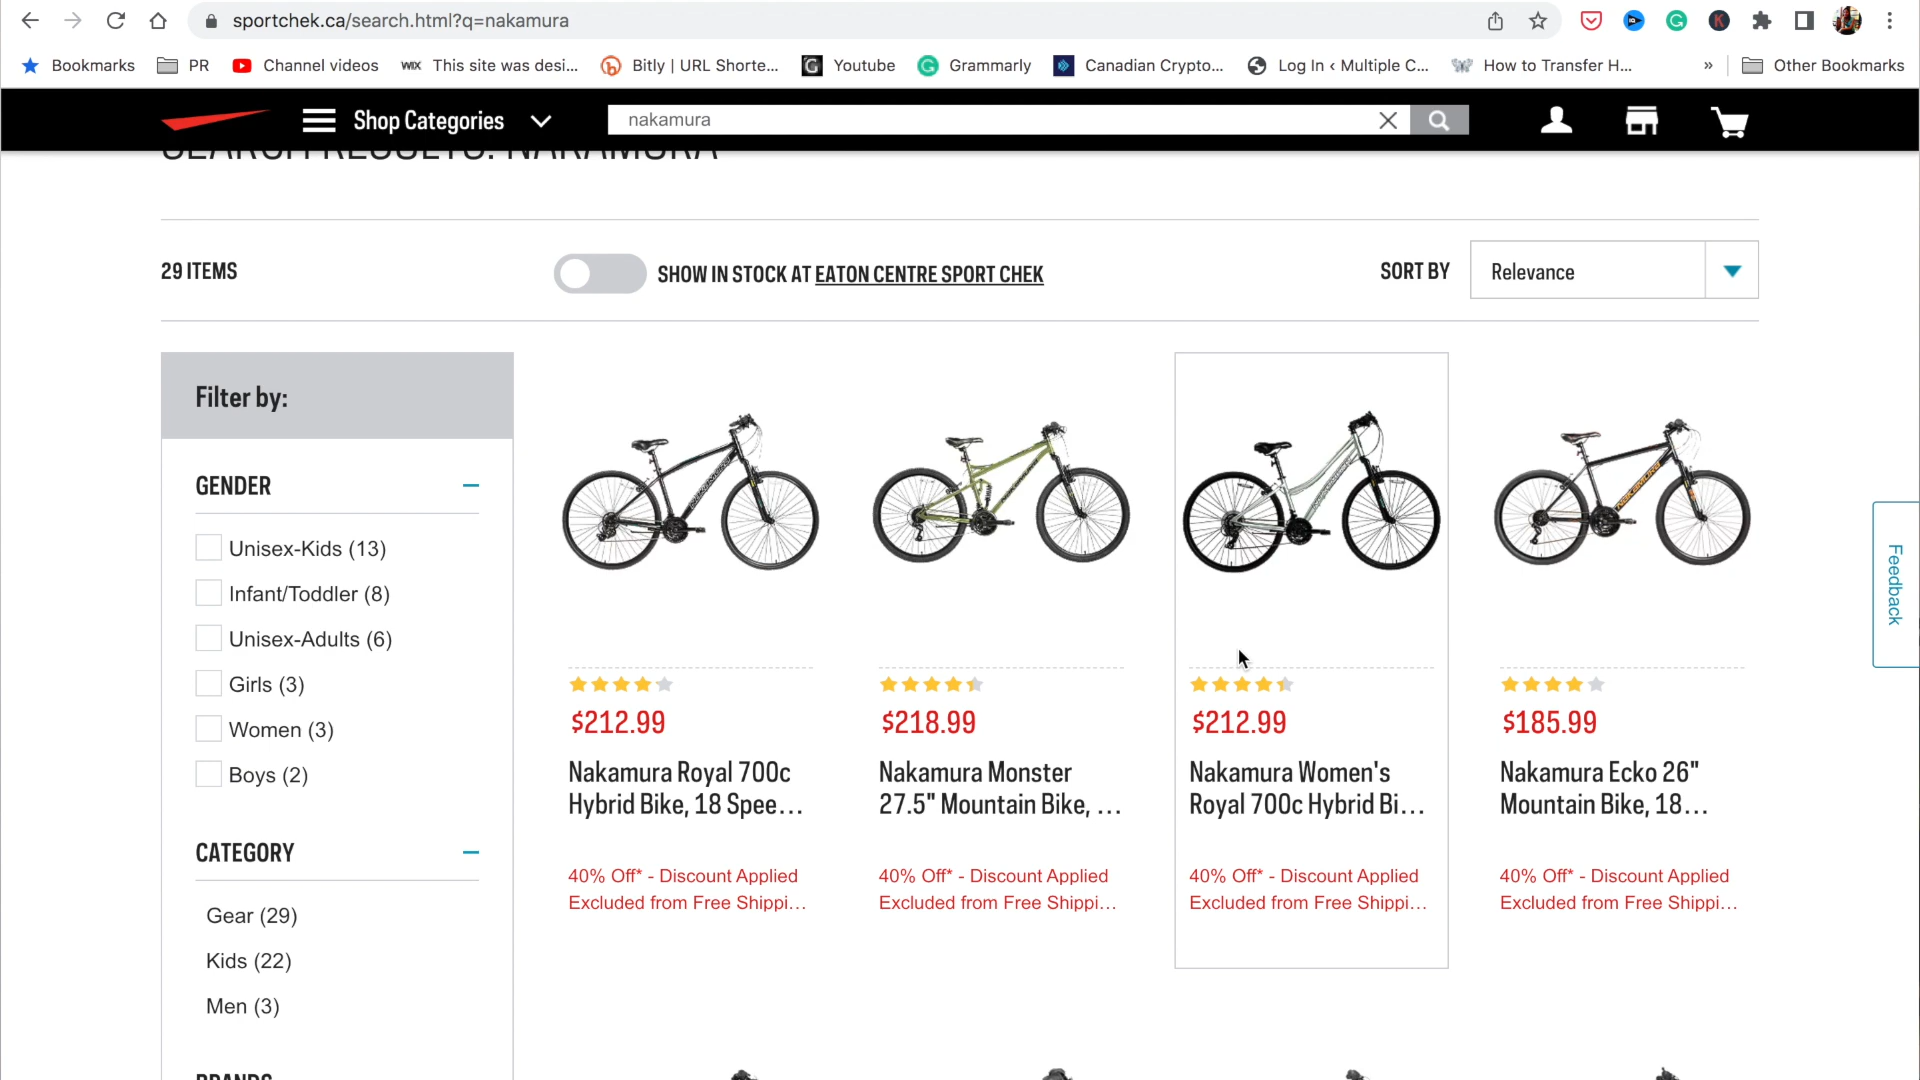 sportchek.ca/search.html?q=nakamura
Bookmarks
PR
Channel videos
WIX This site was desi...
Bitly | URL Shorte...
Youtube
Grammarly
Canadian Crypto...
Log In ‹ Multiple C...
How to Transfer H...
»
Other Bookmarks
Shop Categories
nakamura
SEARCH RESULTS: NAKAMURA
29 ITEMS
SHOW IN STOCK AT EATON CENTRE SPORT CHEK
SORT BY
Relevance
Filter by:
GENDER
Unisex-Kids (13)
Infant/Toddler (8)
Unisex-Adults (6)
Girls (3)
Women (3)
Boys (2)
CATEGORY
Gear (29)
Kids (22)
Men (3)
BRANDS
$212.99
Nakamura Royal 700c
Hybrid Bike, 18 Spee...
40% Off* - Discount Applied
Excluded from Free Shippi...
$218.99
Nakamura Monster
27.5" Mountain Bike, ...
40% Off* - Discount Applied
Excluded from Free Shippi...
$212.99
Nakamura Women's
Royal 700c Hybrid Bi...
40% Off* - Discount Applied
Excluded from Free Shippi...
NAKAMURA
$185.99
Nakamura Ecko 26"
Mountain Bike, 18...
40% Off* - Discount Applied
Excluded from Free Shippi...
Feedback